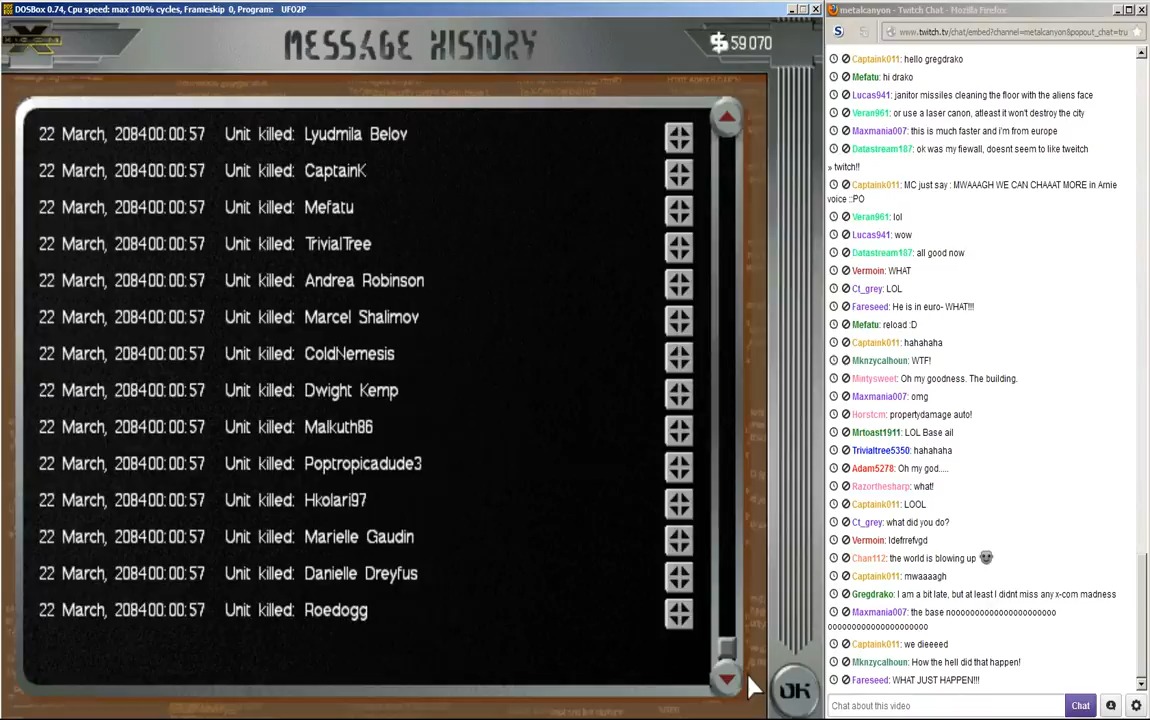 DOSBox 0.74, Cpu speed: max 100% cycles, Frameskip 0, Program: UFO2P
MESSAGE HISTORY
$59070
22 March, 2084 00:00:57 Unit killed: Lyudmila Belov
22 March, 2084 00:00:57 Unit killed: CaptainK
22 March, 2084 00:00:57 Unit killed: Mefatu
22 March, 2084 00:00:57 Unit killed: TrivialTree
22 March, 2084 00:00:57 Unit killed: Andrea Robinson
22 March, 2084 00:00:57 Unit killed: Marcel Shalimov
22 March, 2084 00:00:57 Unit killed: ColdNemesis
22 March, 2084 00:00:57 Unit killed: Dwight Kemp
22 March, 2084 00:00:57 Unit killed: Malkuth86
22 March, 2084 00:00:57 Unit killed: Poptropicadude3
22 March, 2084 00:00:57 Unit killed: Hkolari97
22 March, 2084 00:00:57 Unit killed: Marielle Gaudin
22 March, 2084 00:00:57 Unit killed: Danielle Dreyfus
22 March, 2084 00:00:57 Unit killed: Roedogg
OK
metalcanyon - Twitch Chat - Mozilla Firefox
www.twitch.tv/chat/embed?channel=metalcanyon&popout_chat=tru
Captaink011: hello gregdrako
Mefatu: hi drako
Lucas941: janitor missiles cleaning the floor with the aliens face
Veran961: or use a laser canon, atleast it won't destroy the city
Maxmania007: this is much faster and i'm from europe
Datastream187: ok was my fiewall, doesnt seem to like tweitch
» twitch!!
Captaink011: MC just say : MWAAAGH WE CAN CHAAAT MORE in Arnie
voice ::PO
Veran961: lol
Lucas941: wow
Datastream187: all good now
Vermoin: WHAT
Ct_grey: LOL
Fareseed: He is in euro- WHAT!!!
Mefatu: reload :D
Captaink011: hahahaha
Mknzycalhoun: WTF!
Mintysweet: Oh my goodness. The building.
Maxmania007: omg
Horstcm: propertydamage auto!
Mrtoast1911: LOL Base ail
Trivialtree5350: hahahaha
Adam5278: Oh my god.....
Razorthesharp: what!
Captaink011: LOOL
Ct_grey: what did you do?
Vermoin: Idefrrefvgd
Chan112: the world is blowing up
Captaink011: mwaaaagh
Gregdrako: I am a bit late, but at least I didnt miss any x-com madness
Maxmania007: the base nooooooooooooooooooooo
oooooooooooooooooooo
Captaink011: we dieeeed
Mknzycalhoun: How the hell did that happen!
Fareseed: WHAT JUST HAPPEN!!!
Chat about this video
Chat